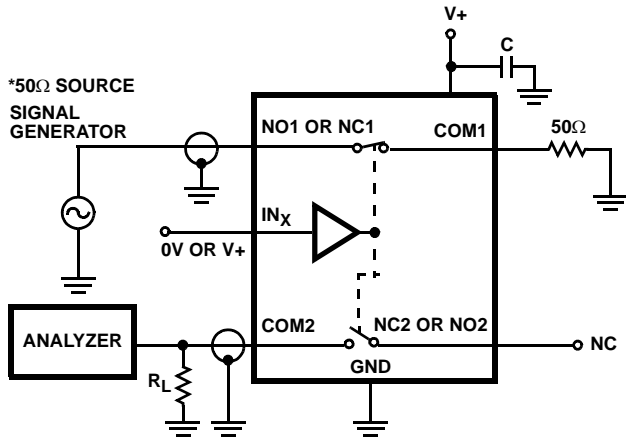 V+
C
*50Ω SOURCE
SIGNAL
GENERATOR
NO1 OR NC1
COM1
50Ω
INX
0V OR V+
ANALYZER
COM2
NC2 OR NO2
NC
RL
GND